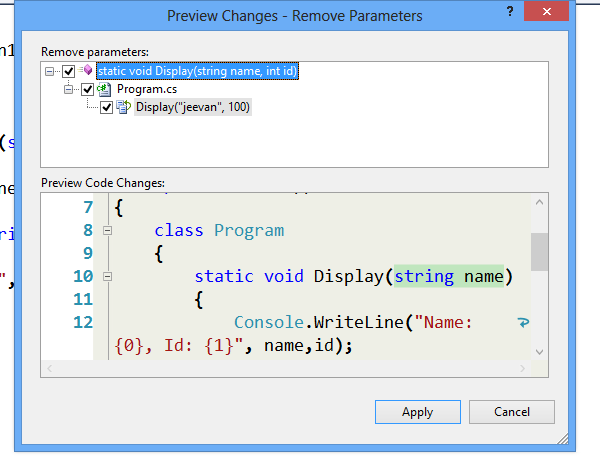 Preview Changes - Remove Parameters
?
Remove parameters:
static void Display(string name, int id)
Program.cs
Display("jeevan", 100)
Preview Code Changes:
7 {
8 class Program
9 {
10 static void Display(string name)
11 {
12 Console.WriteLine("Name:
{0}, Id: {1}", name,id);
Apply Cancel